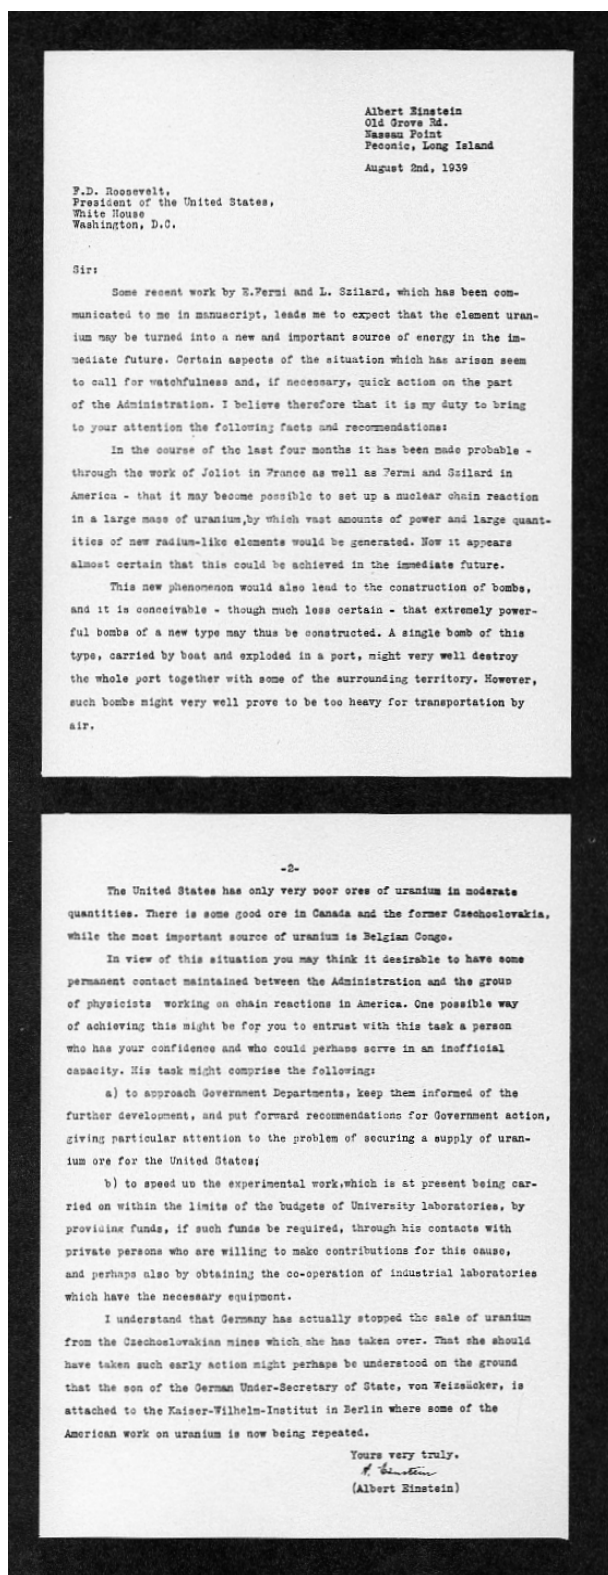 Albert Einstein
Old Grove Rd.
Nassau Point
Peconic, Long Island
August 2nd, 1939
F.D. Roosevelt,
President of the United States,
White House
Washington, D.C.
Sir:
Some recent work by E.Fermi and L. Szilard, which has been com-
municated to me in manuscript, leads me to expect that the element uran-
ium may be turned into a new and important source of energy in the im-
mediate future. Certain aspects of the situation which has arisen seem
to call for watchfulness and, if necessary, quick action on the part
of the Administration. I believe therefore that it is my duty to bring
to your attention the following facts and recommendations:
In the course of the last four months it has been made probable -
through the work of Joliot in France as well as Fermi and Szilard in
America - that it may become possible to set up a nuclear chain reaction
in a large mass of uranium,by which vast amounts of power and large quant-
ities of new radium-like elements would be generated. Now it appears
almost certain that this could be achieved in the immediate future.
This new phenomenon would also lead to the construction of bombs,
and it is conceivable - though much less certain - that extremely power-
ful bombs of a new type may thus be constructed. A single bomb of this
type, carried by boat and exploded in a port, might very well destroy
the whole port together with some of the surrounding territory. However,
such bombs might very well prove to be too heavy for transportation by
air.
-2-
The United States has only very poor ores of uranium in moderate
quantities. There is some good ore in Canada and the former Czechoslovakia,
while the most important source of uranium is Belgian Congo.
In view of this situation you may think it desirable to have some
permanent contact maintained between the Administration and the group
of physicists working on chain reactions in America. One possible way
of achieving this might be for you to entrust with this task a person
who has your confidence and who could perhaps serve in an inofficial
capacity. His task might comprise the following:
a) to approach Government Departments, keep them informed of the
further development, and put forward recommendations for Government action,
giving particular attention to the problem of securing a supply of uran-
ium ore for the United States;
b) to speed up the experimental work,which is at present being car-
ried on within the limits of the budgets of University laboratories, by
providing funds, if such funds be required, through his contacts with
private persons who are willing to make contributions for this cause,
and perhaps also by obtaining the co-operation of industrial laboratories
which have the necessary equipment.
I understand that Germany has actually stopped the sale of uranium
from the Czechoslovakian mines which she has taken over. That she should
have taken such early action might perhaps be understood on the ground
that the son of the German Under-Secretary of State, von Weizsäcker, is
attached to the Kaiser-Wilhelm-Institut in Berlin where some of the
American work on uranium is now being repeated.
Yours very truly.
A. Einstein
(Albert Einstein)